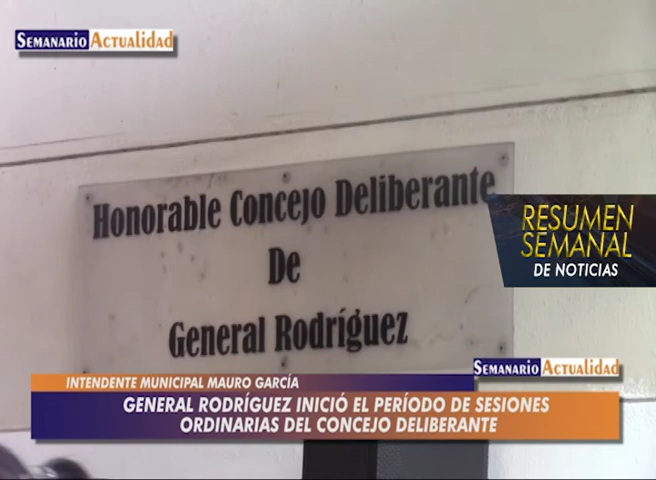 SEMANARIO ACTUALIDAD
Honorable Concejo Deliberante
De
General Rodríguez
RESUMEN
SEMANAL
DE NOTICIAS
SEMANARIO ACTUALIDAD
INTENDENTE MUNICIPAL MAURO GARCÍA
GENERAL RODRÍGUEZ INICIÓ EL PERÍODO DE SESIONES
ORDINARIAS DEL CONCEJO DELIBERANTE